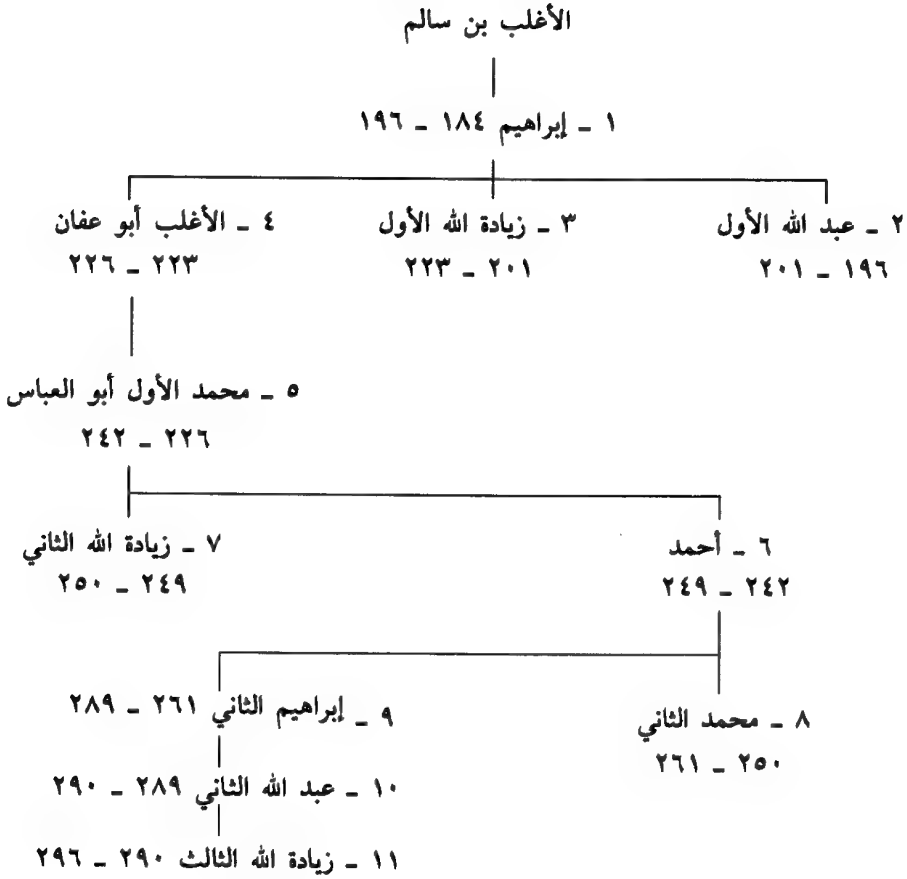 الأغلب بن سالم
١ ـ إبراهيم ١٨٤ ـ ١٩٦
٢ ـ عبد الله الأول
١٩٦ ـ ٢٠١
٣ ـ زيادة الله الأول
٢٠١ ـ ٢٢٣
٤ ـ الأغلب أبو عفان
٢٢٣ ـ ٢٢٦
٥ ـ محمد الأول أبو العباس
٢٢٦ ـ ٢٤٢
٦ ـ أحمد
٢٤٢ ـ ٢٤٩
٧ ـ زيادة الله الثاني
٢٤٩ ـ ٢٥٠
٨ ـ محمد الثاني
٢٥٠ ـ ٢٦١
٩ ـ إبراهيم الثاني ٢٦١ ـ ٢٨٩
١٠ ـ عبد الله الثاني ٢٨٩ ـ ٢٩٠
١١ ـ زيادة الله الثالث ٢٩٠ ـ ٢٩٦